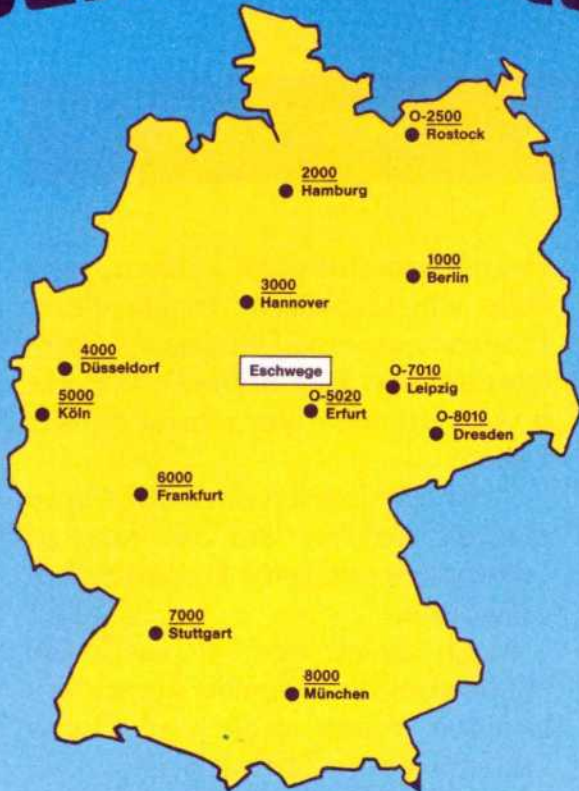 O-2500
Rostock
2000
Hamburg
1000
Berlin
3000
Hannover
4000
Düsseldorf
Eschwege
O-7010
Leipzig
5000
Köln
O-5020
Erfurt
O-8010
Dresden
6000
Frankfurt
7000
Stuttgart
8000
München